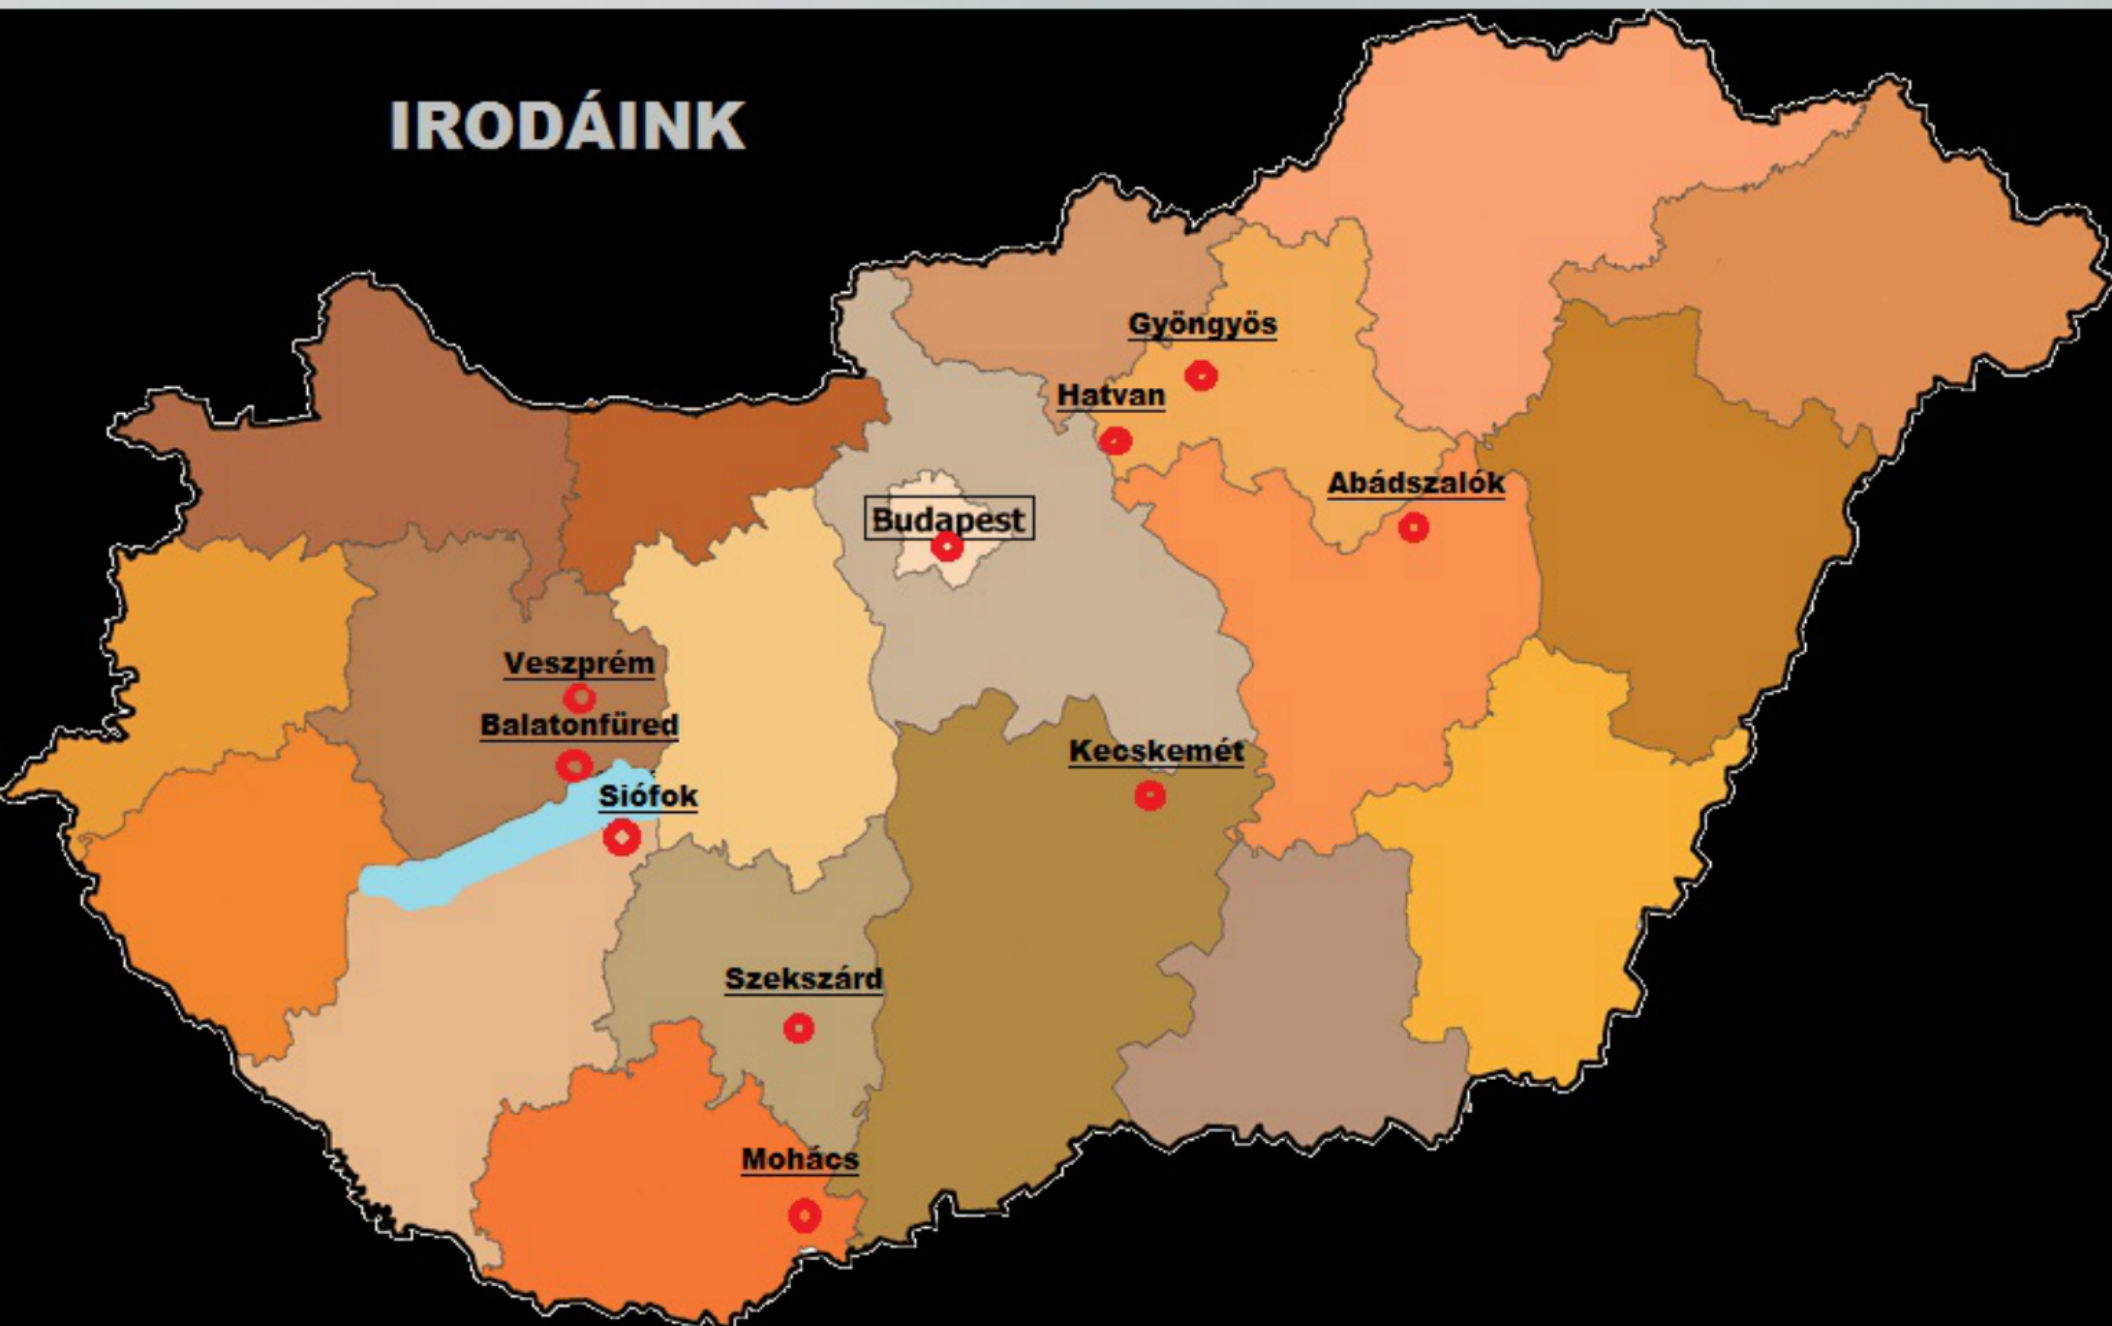 IRODÁINK
Gyöngyös
Hatvan
Abádszalók
Budapest
Veszprém
Balatonfüred
Kecskemét
Siófok
Szekszárd
Mohács